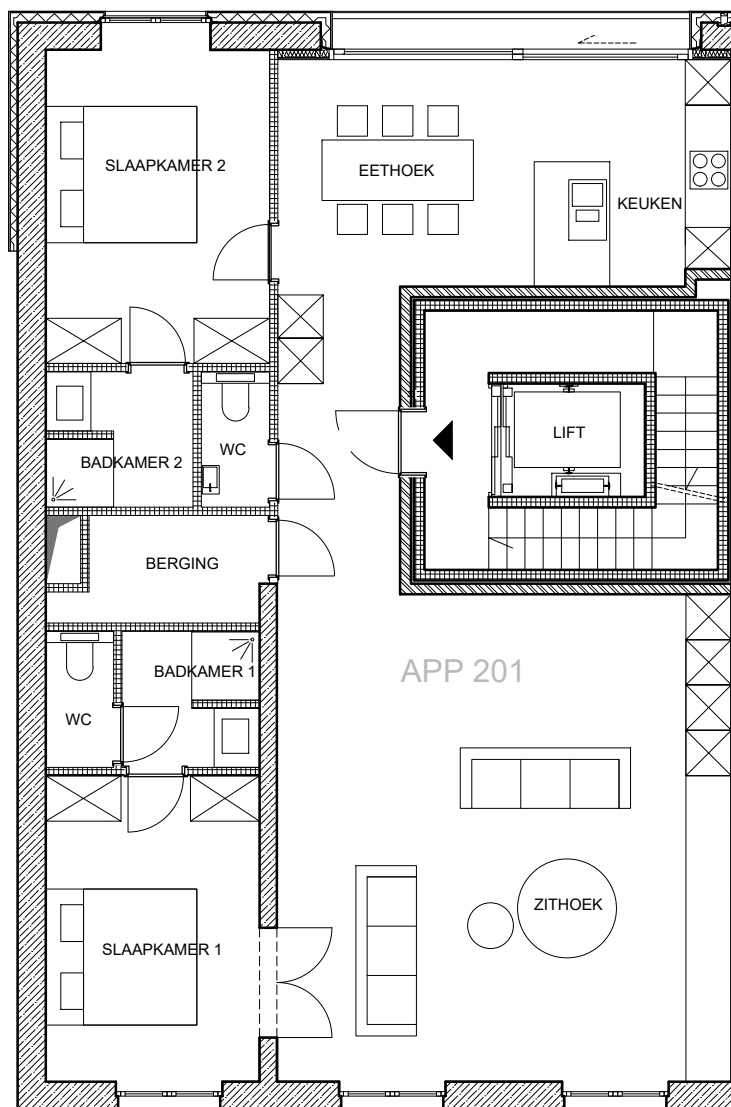 SLAAPKAMER 2
EETHOEK
KEUKEN
LIFT
WC
BADKAMER 2
BERGING
APP 201
BADKAMER 1
WC
ZITHOEK
SLAAPKAMER 1